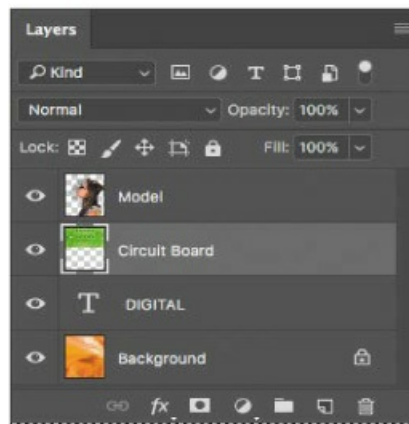 Layers
Kind
Normal Opacity: 100%
Lock: Fill: 100%
Model
Circuit Board
T DIGITAL
Background
fx